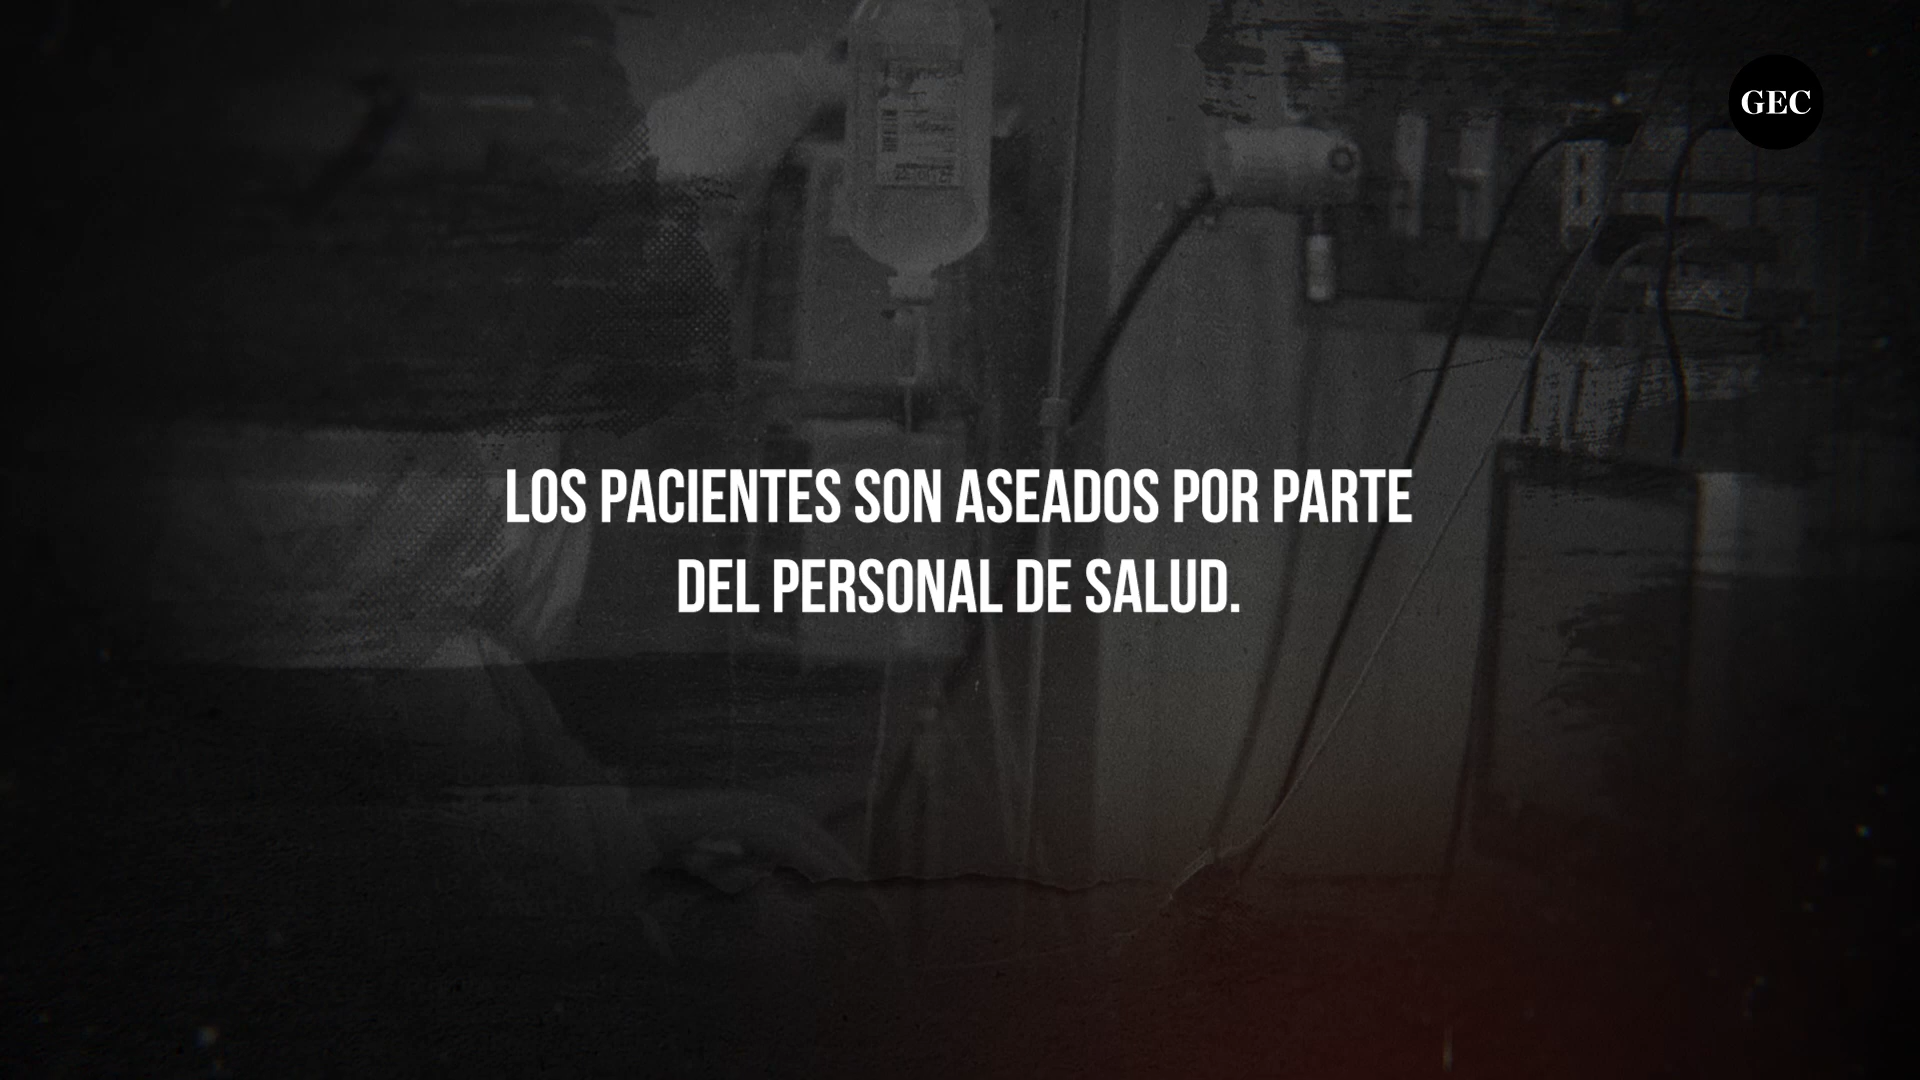 GEC
LOS PACIENTES SON ASEADOS POR PARTE
DEL PERSONAL DE SALUD.